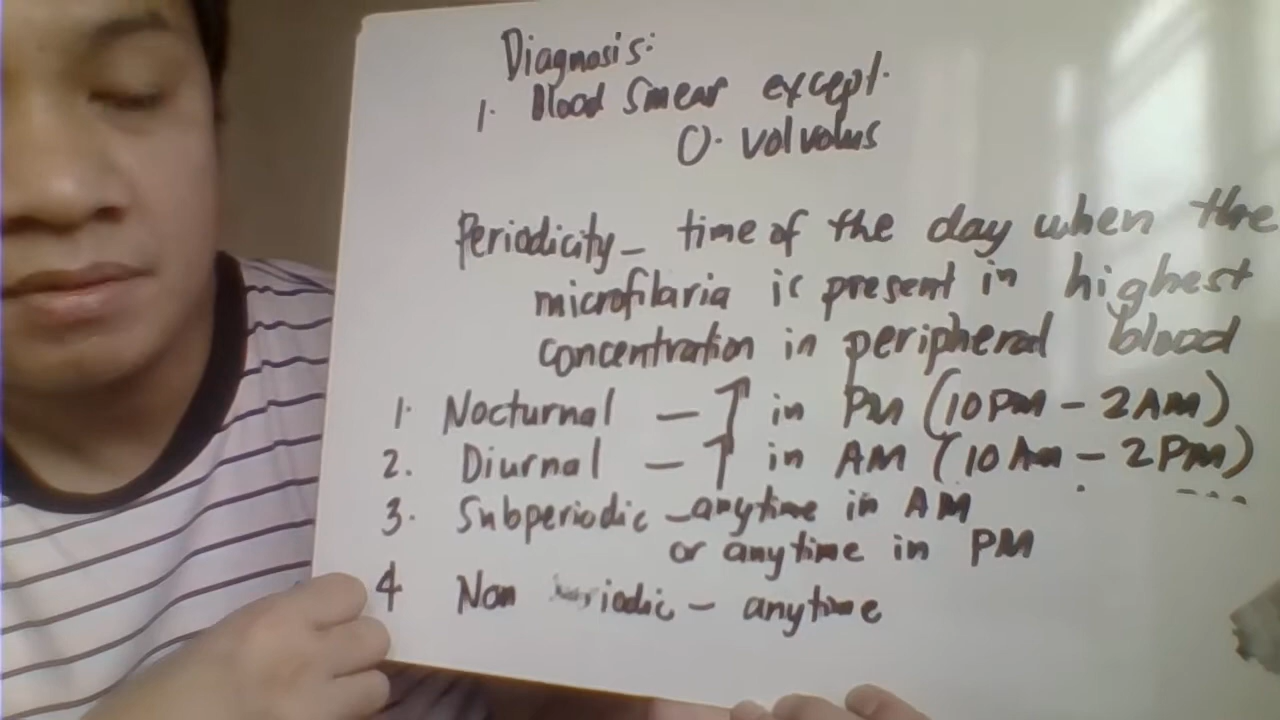 Diagnosis:
1. Blood Smear except.
O. volvolus
Periodicity - time of the day when the
microfilaria is present in highest
concentration in peripheral blood
1. Nocturnal - ↑ in PM (10PM - 2AM)
2. Diurnal - ↑ in AM (10AM - 2PM)
3. Subperiodic - anytime in AM
or anytime in PM
4 Non - anytime